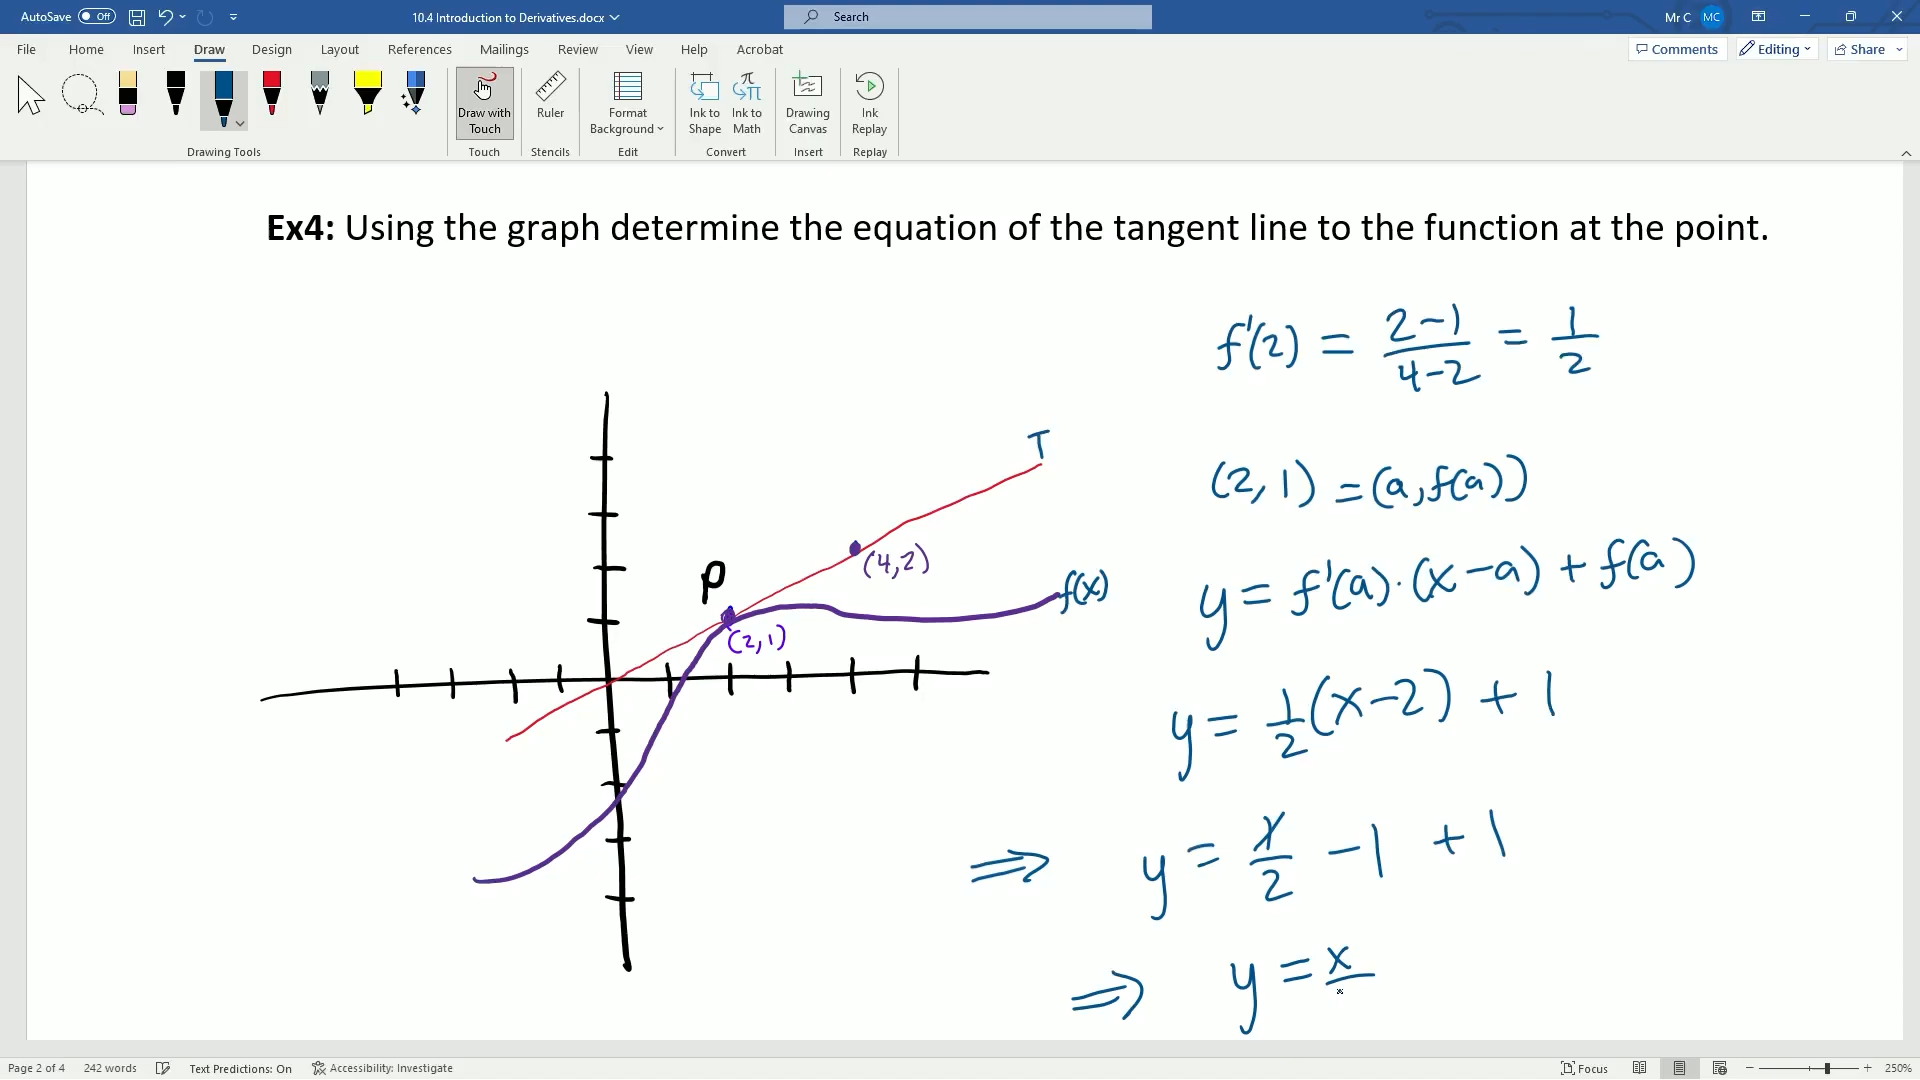 AutoSave Off 10.4 Introduction to Derivatives.docx Search Mr C MC
File Home Insert Draw Design Layout References Mailings Review View Help Acrobat Comments Editing Share
Draw with Touch
Ruler
Format Background
Ink to Shape
Ink to Math
Drawing Canvas
Ink Replay
Drawing Tools Touch Stencils Edit Convert Insert Replay
Ex4: Using the graph determine the equation of the tangent line to the function at the point.
f'(2) = (2-1)/(4-2) = 1/2
T
(2, 1) = (a, f(a))
(4,2)
P
f(x)
(2,1)
y = f'(a)·(x-a) + f(a)
y = 1/2(x-2) + 1
⇒ y = x/2 - 1 + 1
⇒ y = x/
Page 2 of 4 242 words Text Predictions: On Accessibility: Investigate Focus 250%